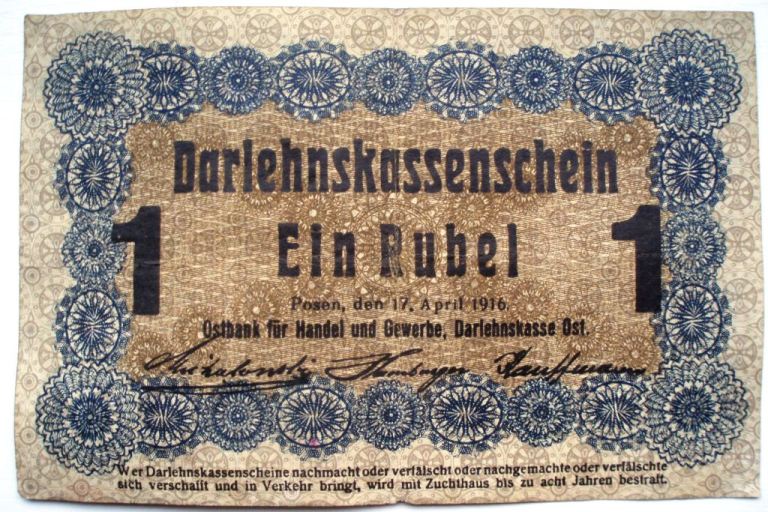 Darlehnskassenschein
1 Ein Rubel 1
Posen, den 17. April 1916.
Ostbank für Handel und Gewerbe, Darlehnskasse Ost.
Kauffmann
Wer Darlehnskassenscheine nachmacht oder verfälscht oder nachgemachte oder verfälschte
sich verschafft und in Verkehr bringt, wird mit Zuchthaus bis zu acht Jahren bestraft.